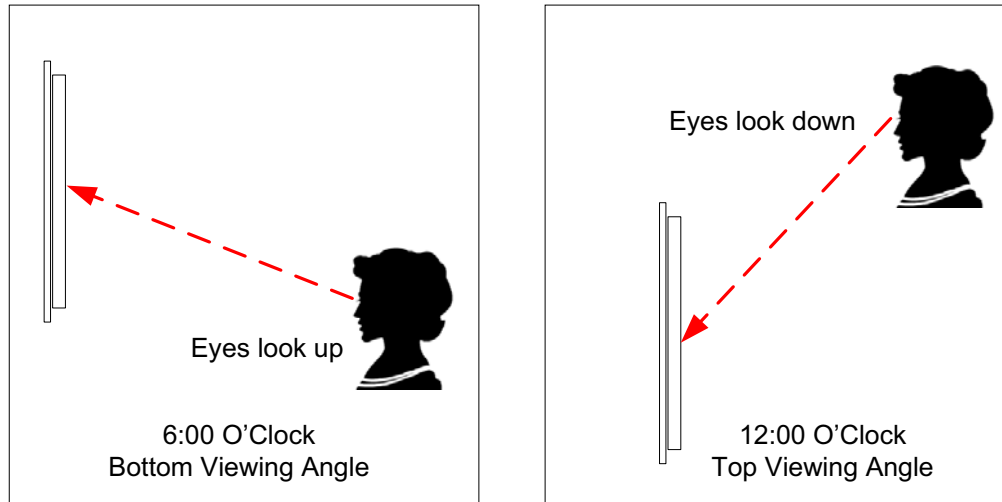 Eyes look up
6:00 O’Clock
Bottom Viewing Angle
Eyes look down
12:00 O’Clock
Top Viewing Angle